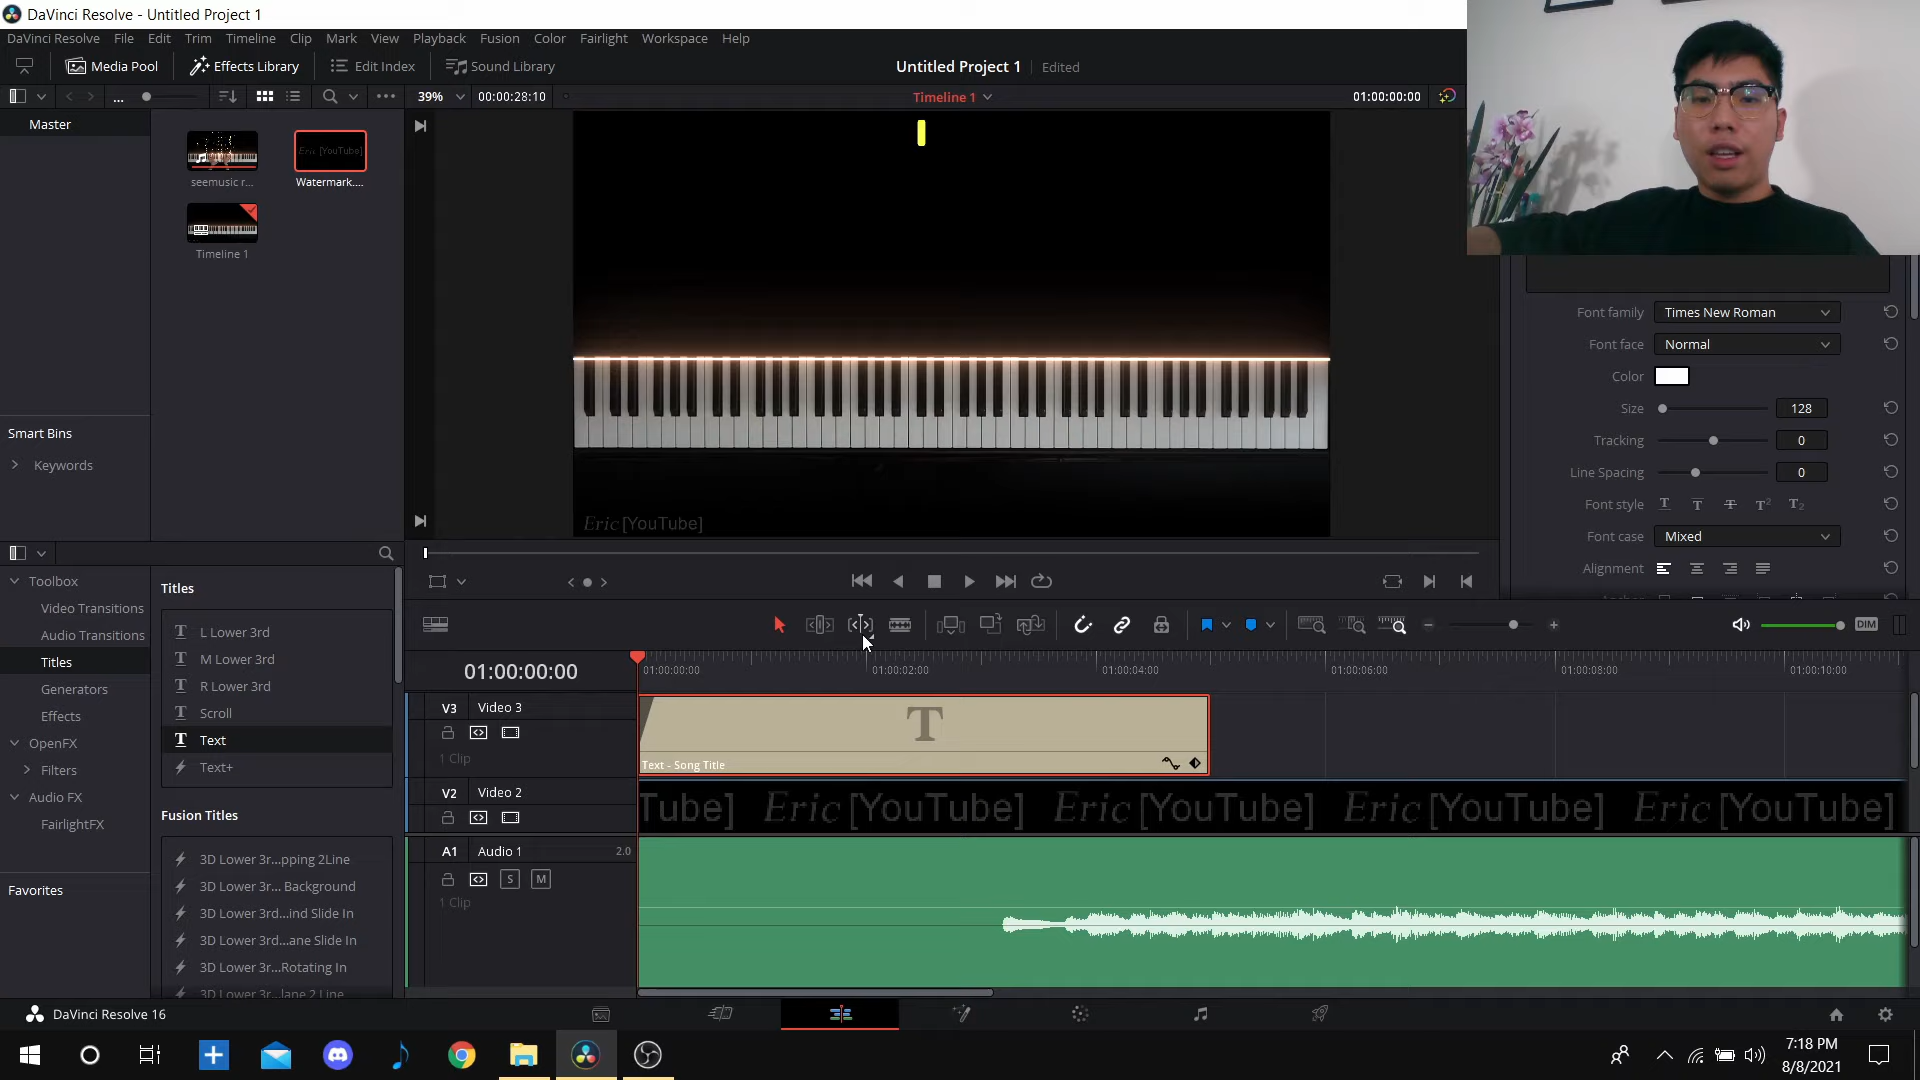 DaVinci Resolve - Untitled Project 1
DaVinci Resolve File Edit Trim Timeline Clip Mark View Playback Fusion Color Fairlight Workspace Help
Media Pool Effects Library Edit Index Sound Library Untitled Project 1 Edited
... 39% 00:00:28:10 Timeline 1 01:00:00:00
Master
seemusic r... Watermark....
Timeline 1
Smart Bins
Keywords
Eric [YouTube]
Font family Times New Roman
Font face Normal
Color
Size 128
Tracking 0
Line Spacing 0
Font style T T T T² T₂
Font case Mixed
Alignment
Toolbox
Video Transitions
Audio Transitions
Titles
Generators
Effects
OpenFX
Filters
Audio FX
FairlightFX
Favorites
Titles
L Lower 3rd
M Lower 3rd
R Lower 3rd
Scroll
Text
Text+
Fusion Titles
3D Lower 3r...pping 2Line
3D Lower 3r... Background
3D Lower 3rd...ind Slide In
3D Lower 3rd...ane Slide In
3D Lower 3r...Rotating In
3D Lower 3r...lane 2 Line
DIM
01:00:00:00 01:00:00:00 01:00:02:00 01:00:04:00 01:00:06:00 01:00:08:00 01:00:10:00
V3 Video 3
1 Clip
T
Text - Song Title
V2 Video 2
Tube] Eric [YouTube] Eric [YouTube] Eric [YouTube] Eric [YouTube]
A1 Audio 1 2.0
S M
1 Clip
DaVinci Resolve 16
7:18 PM
8/8/2021